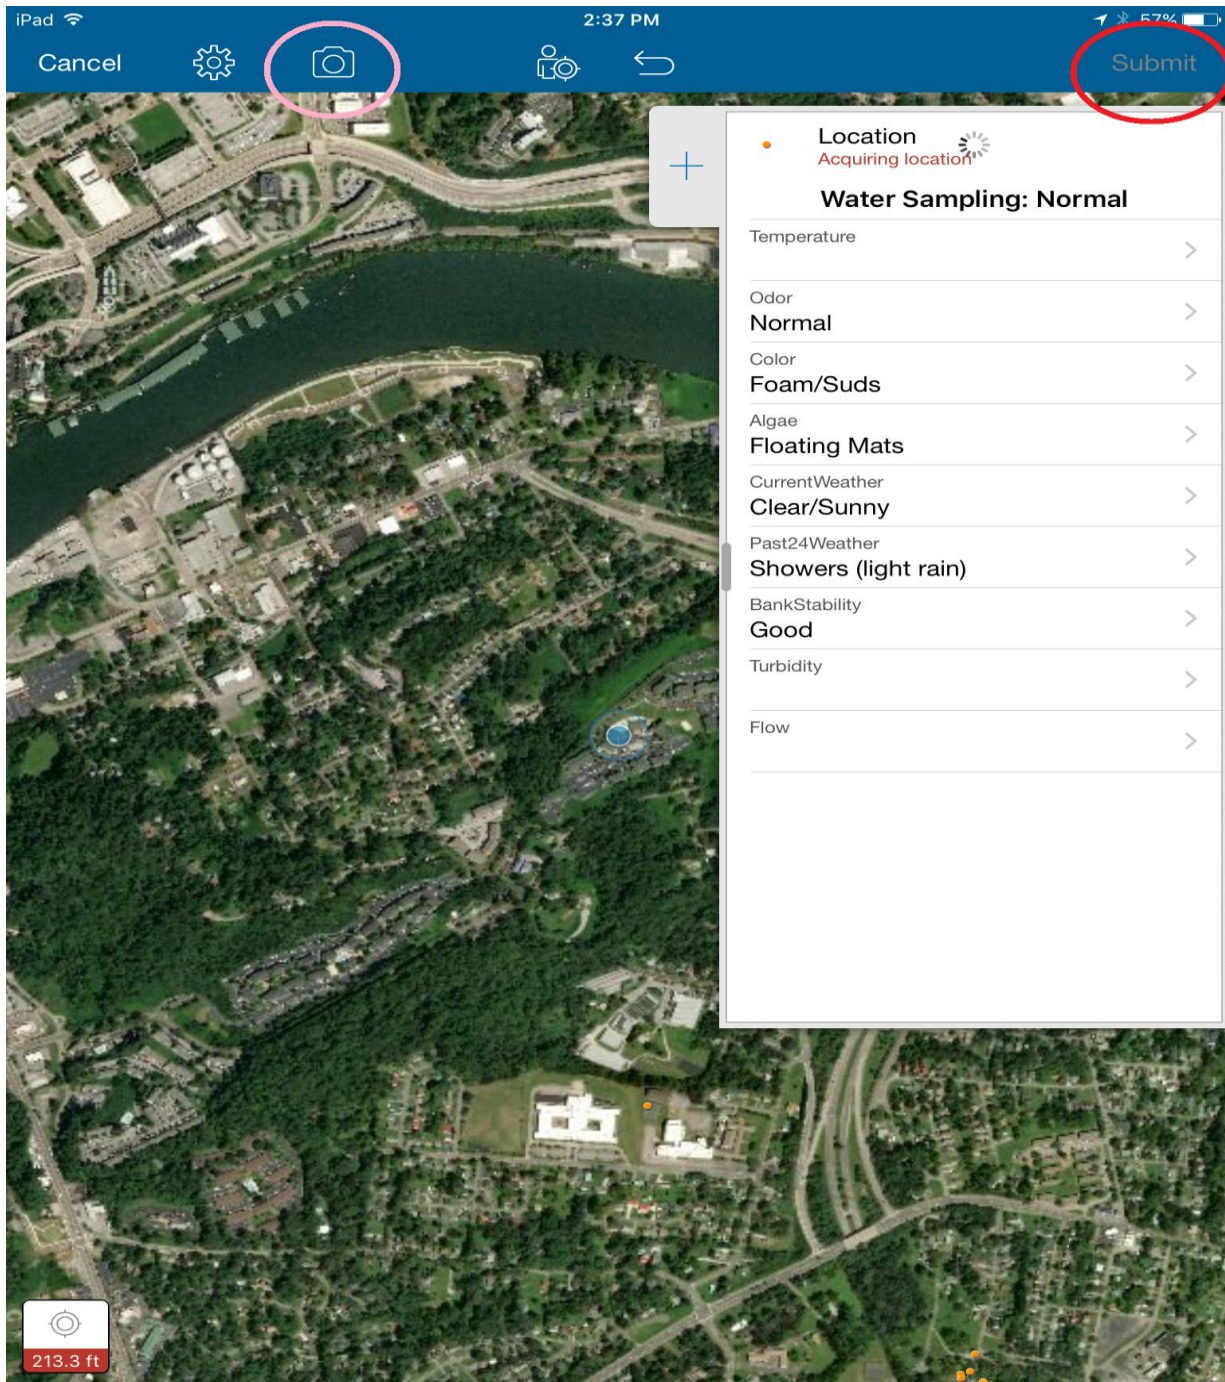 iPad 2:37 PM 57%
Cancel Submit
Location
Acquiring location
Water Sampling: Normal
Temperature
Odor
Normal
Color
Foam/Suds
Algae
Floating Mats
CurrentWeather
Clear/Sunny
Past24Weather
Showers (light rain)
BankStability
Good
Turbidity
Flow
213.3 ft